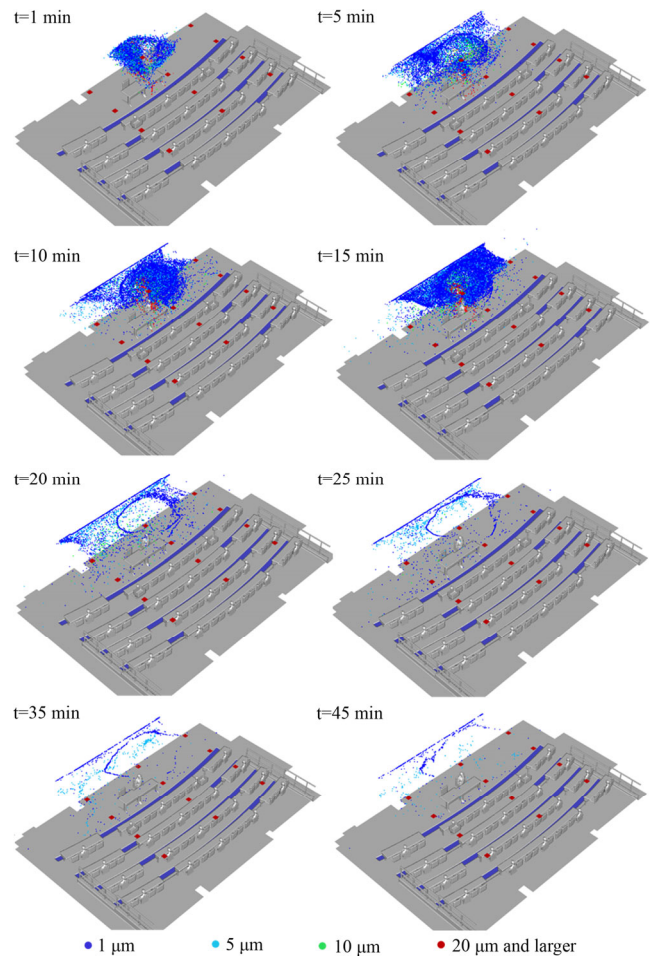 t=1 min
t=5 min
t=10 min
t=15 min
t=20 min
t=25 min
t=35 min
t=45 min
1 μm 5 μm 10 μm 20 μm and larger